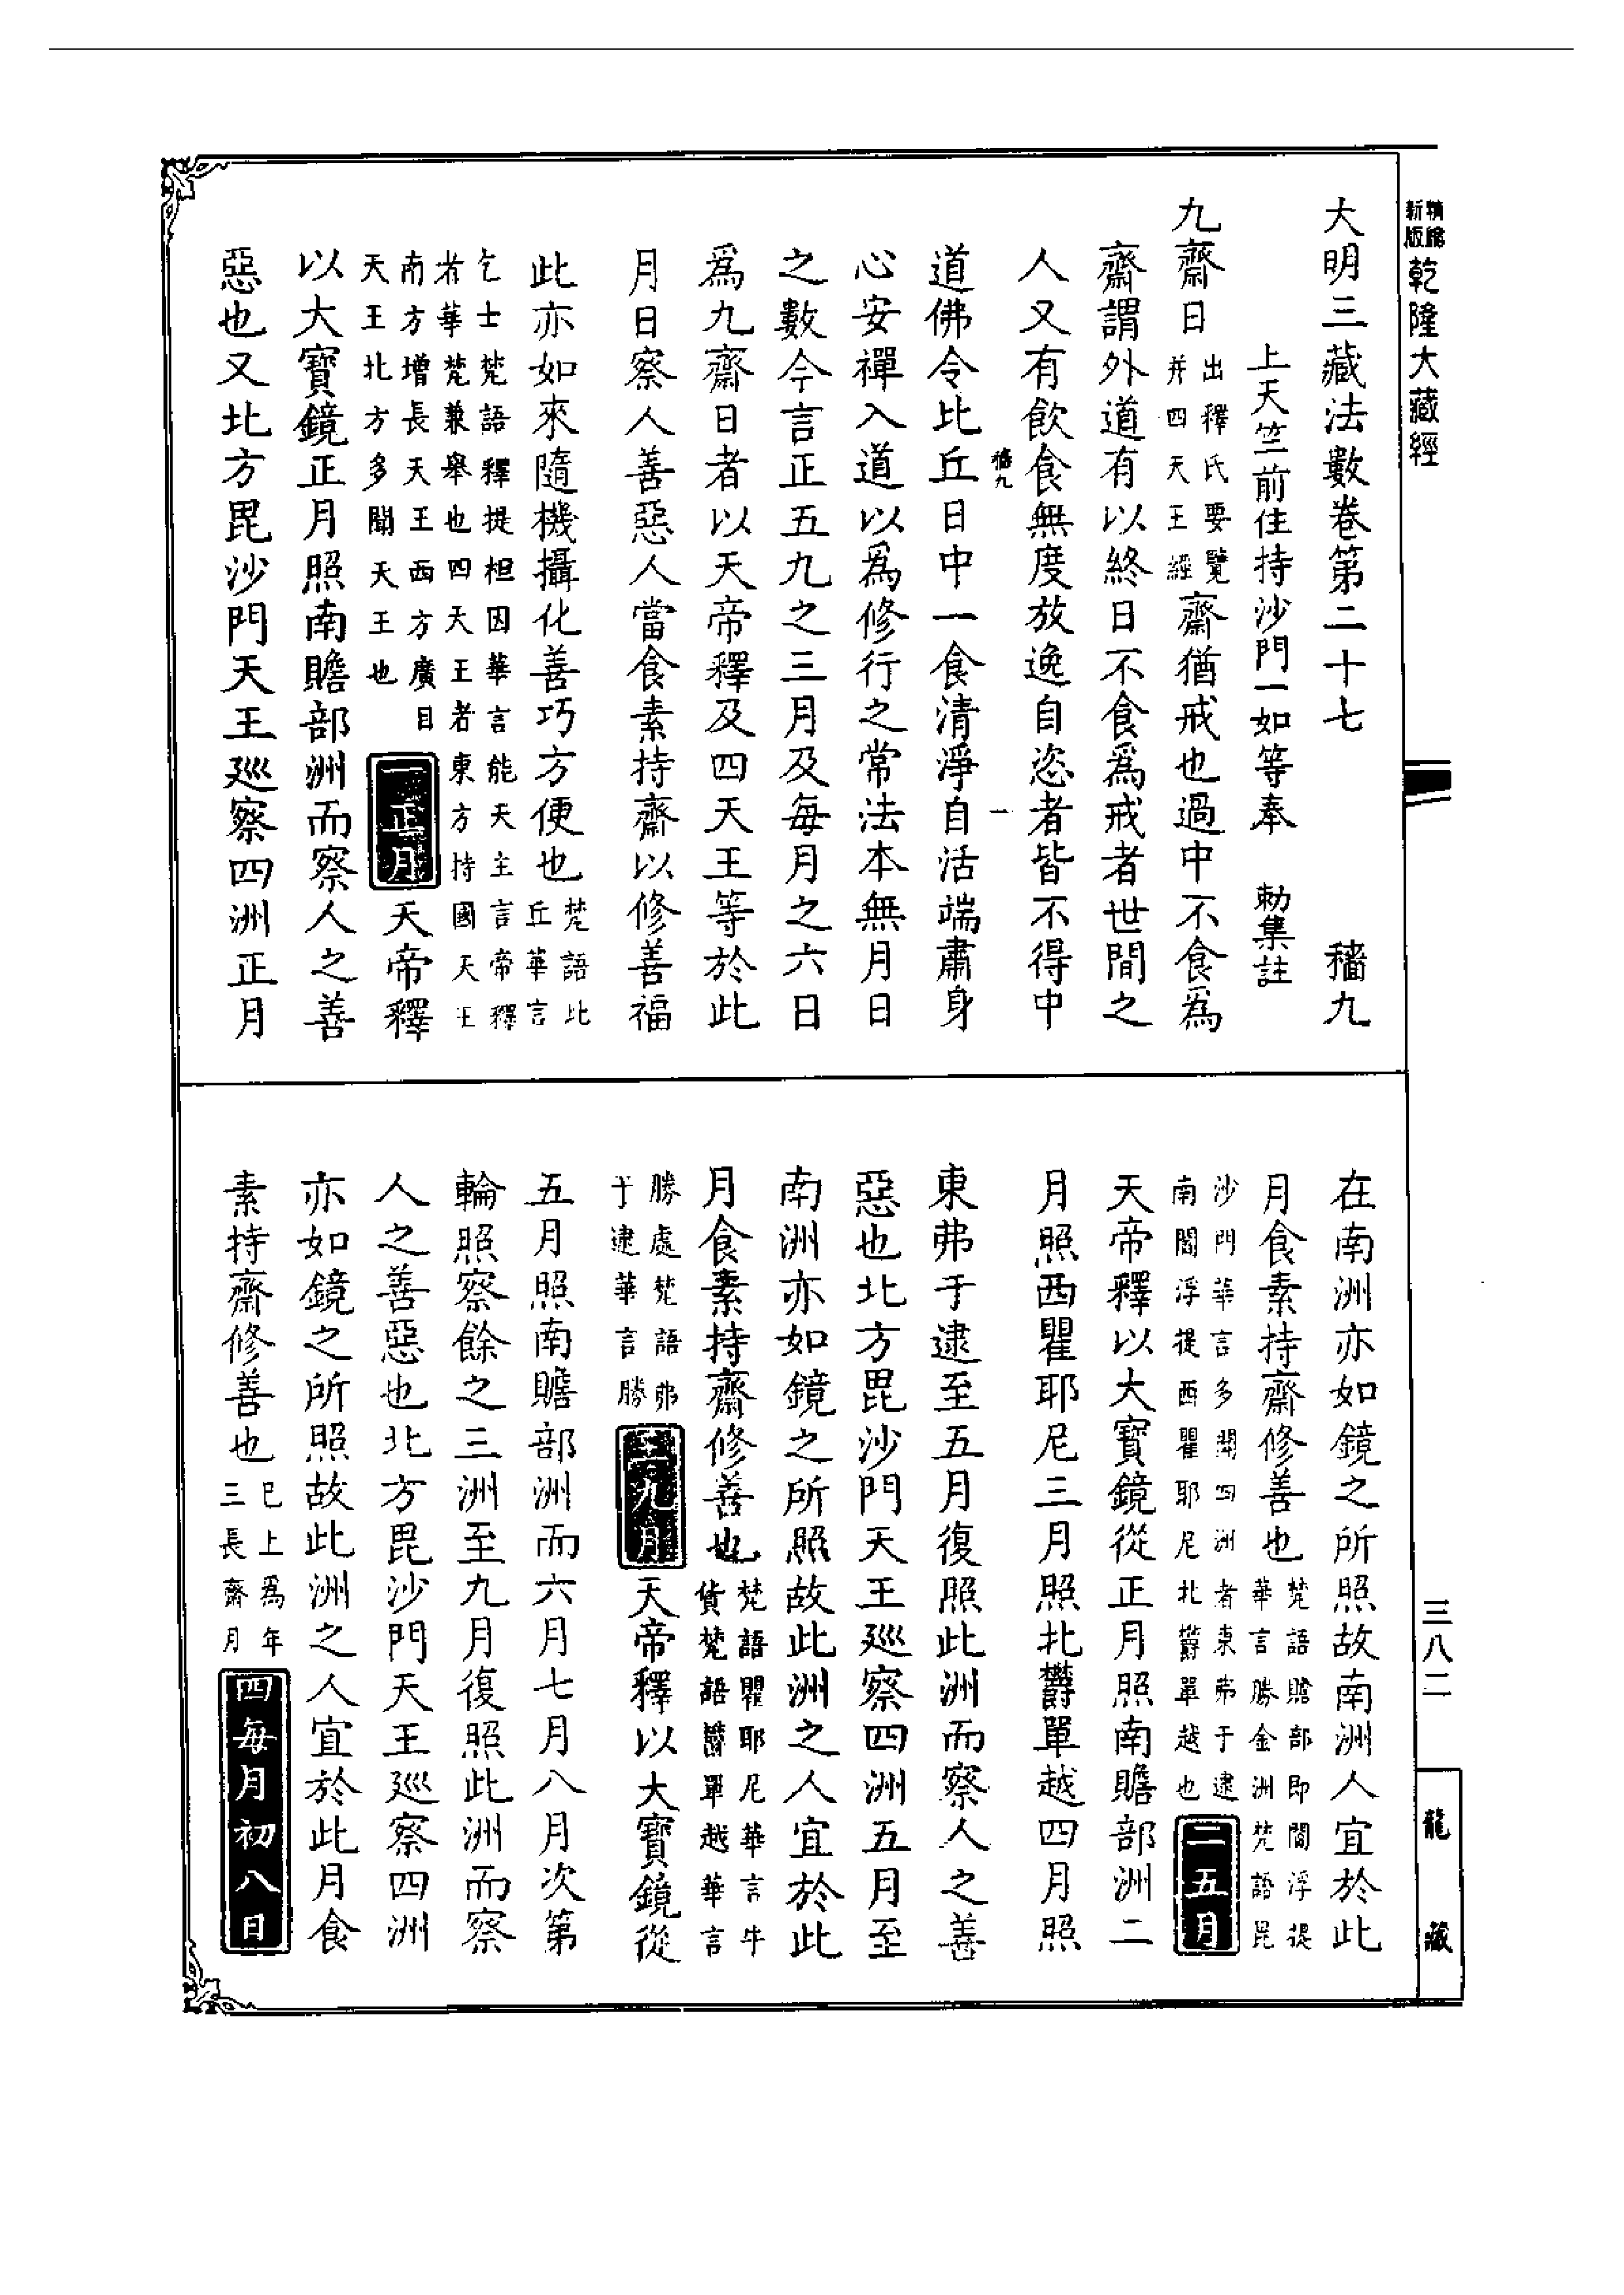 精縮新版乾隆大藏經
大明三藏法數卷第二十七 穡九
上天竺前住持沙門一如等奉 勅集註
九齋日出釋氏要覽并四天王經齋猶戒也過中不食爲
齋謂外道有以終日不食爲戒者世間之
人又有飲食無度放逸自恣者皆不得中
穡九 一
道佛令比丘日中一食清淨自活端肅身
心安禪入道以爲修行之常法本無月日
之數今言正五九之三月及每月之六日
爲九齋日者以天帝釋及四天王等於此
月日察人善惡人當食素持齋以修善福
此亦如來隨機攝化善巧方便也梵語比丘華言
乞士梵語釋提桓因華言能天主言帝釋
者華梵兼舉也四天王者東方持國天王
南方增長天王西方廣目天王北方多聞天王也一正月天帝釋
以大寶鏡正月照南贍部洲而察人之善
惡也又北方毘沙門天王巡察四洲正月
在南洲亦如鏡之所照故南洲人宜於此
月食素持齋修善也梵語贍部即閻浮提華言勝金洲梵語毘
沙門華言多聞四洲者東弗于逮南閻浮提西瞿耶尼北欝單越也二五月
天帝釋以大寶鏡從正月照南贍部洲二
月照西瞿耶尼三月照北欝單越四月照
東弗于逮至五月復照此洲而察人之善
惡也北方毘沙門天王巡察四洲五月至
南洲亦如鏡之所照故此洲之人宜於此
月食素持齋修善也梵語瞿耶尼華言牛貨梵語欝單越華言
勝處梵語弗于逮華言勝三九月天帝釋以大寶鏡從
五月照南贍部洲而六月七月八月次第
輪照察餘之三洲至九月復照此洲而察
人之善惡也北方毘沙門天王巡察四洲
亦如鏡之所照故此洲之人宜於此月食
素持齋修善也已上爲年三長齋月四每月初八日
三八二
龍藏